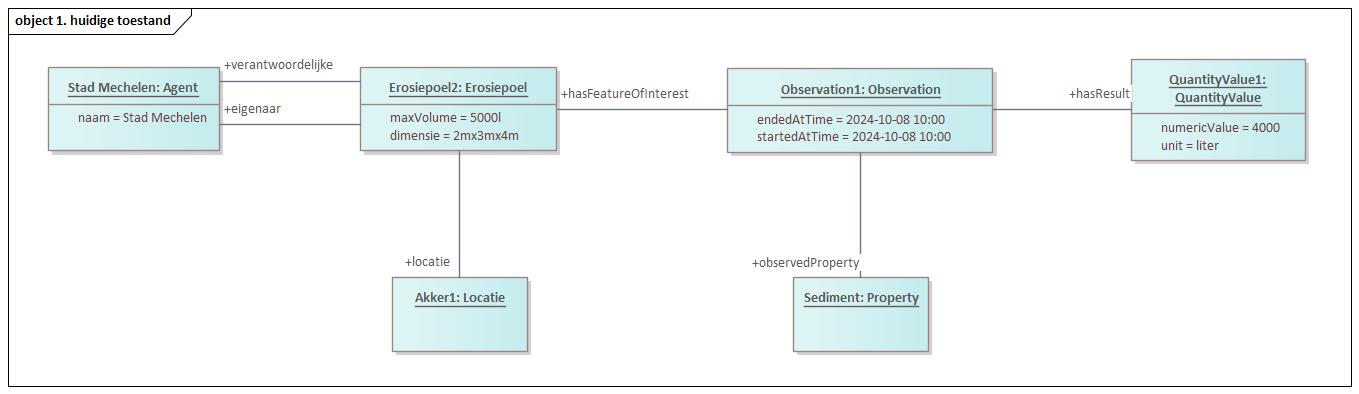 object 1. huidige toestand
Stad Mechelen: Agent
naam = Stad Mechelen
+verantwoordelijke
+eigenaar
Erosiepoel2: Erosiepoel
maxVolume = 5000l
dimensie = 2mx3mx4m
+hasFeatureOfInterest
Observation1: Observation
endedAtTime = 2024-10-08 10:00
startedAtTime = 2024-10-08 10:00
+hasResult
QuantityValue1:
QuantityValue
numericValue = 4000
unit = liter
+locatie
Akker1: Locatie
+observedProperty
Sediment: Property